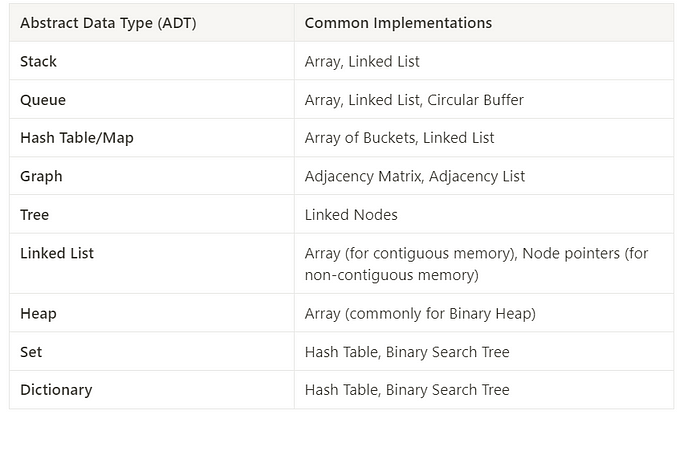 Abstract Data Type (ADT) Common Implementations
Stack Array, Linked List
Queue Array, Linked List, Circular Buffer
Hash Table/Map Array of Buckets, Linked List
Graph Adjacency Matrix, Adjacency List
Tree Linked Nodes
Linked List Array (for contiguous memory), Node pointers (for
non-contiguous memory)
Heap Array (commonly for Binary Heap)
Set Hash Table, Binary Search Tree
Dictionary Hash Table, Binary Search Tree